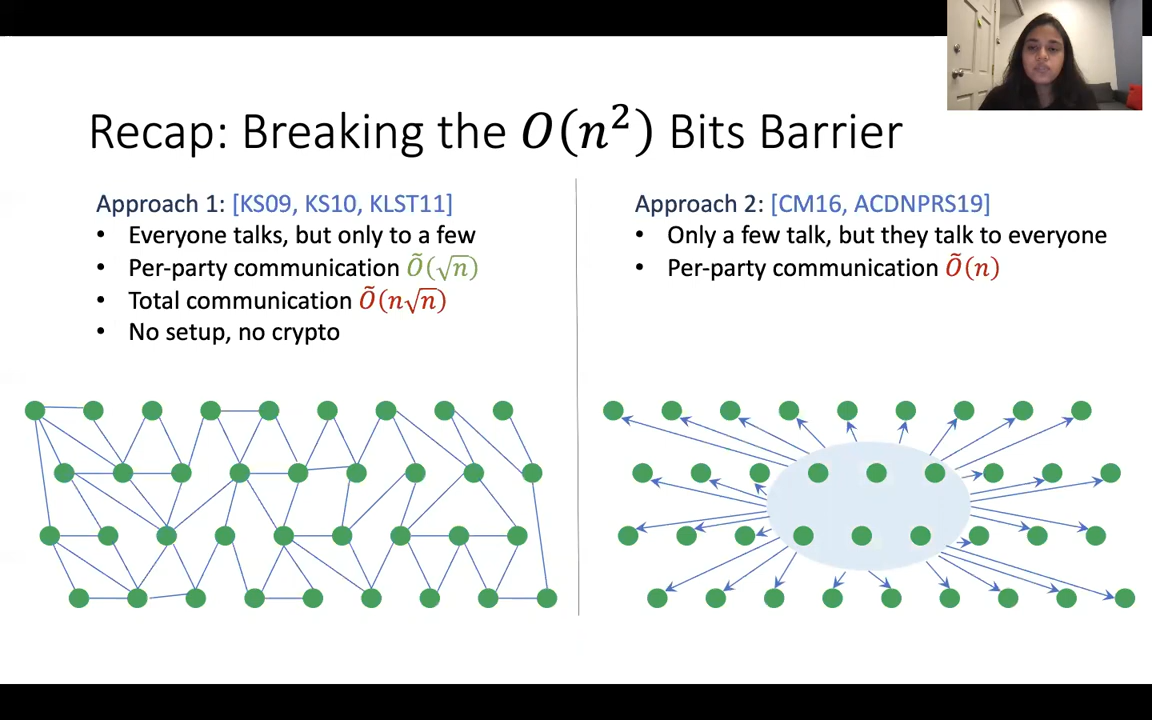 Recap: Breaking the O(n²) Bits Barrier
Approach 1: [KS09, KS10, KLST11]
• Everyone talks, but only to a few
• Per-party communication Õ(√n)
• Total communication Õ(n√n)
• No setup, no crypto
Approach 2: [CM16, ACDNPRS19]
• Only a few talk, but they talk to everyone
• Per-party communication Õ(n)